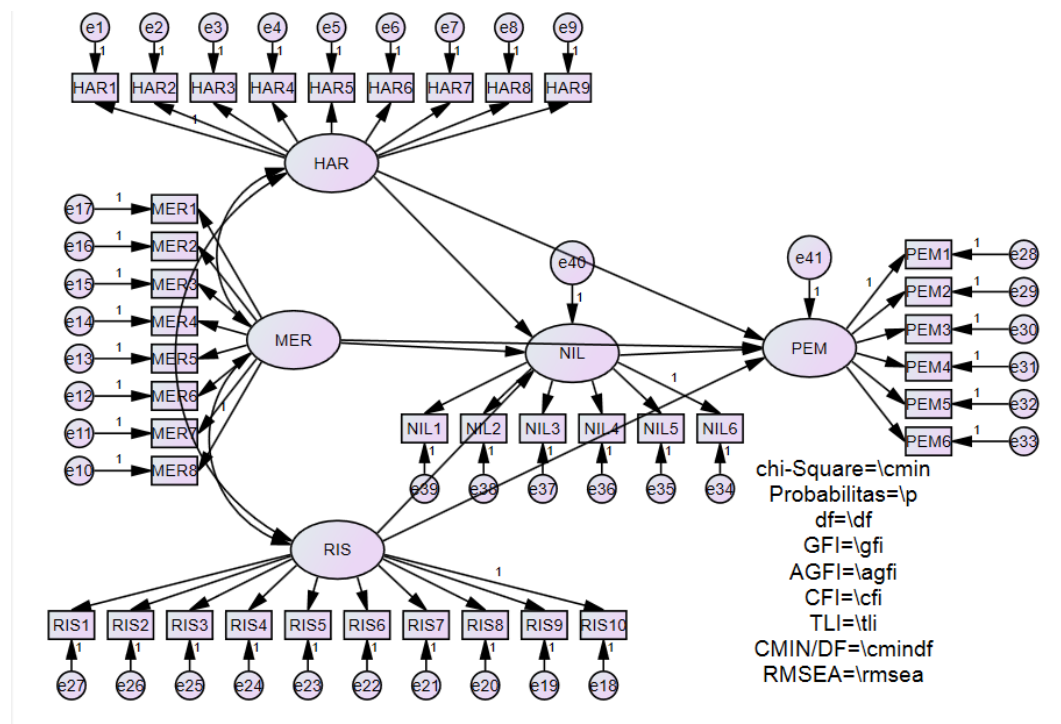 e1 e2 e3 e4 e5 e6 e7 e8 e9
1 1 1 1 1 1 1 1 1
HAR1 HAR2 HAR3 HAR4 HAR5 HAR6 HAR7 HAR8 HAR9
1
HAR
e17 1 MER1
e16 1 MER2
e15 1 MER3
e14 1 MER4
e13 1 MER5
e12 1 MER6
e11 1 MER7
e10 1 MER8
1
MER
e40
1
NIL
e41
1
PEM
1
PEM1 1 e28
PEM2 1 e29
PEM3 1 e30
PEM4 1 e31
PEM5 1 e32
PEM6 1 e33
1
NIL1 NIL2 NIL3 NIL4 NIL5 NIL6
1 1 1 1 1 1
e39 e38 e37 e36 e35 e34
chi-Square=\cmin
Probabilitas=\p
df=\df
GFI=\gfi
AGFI=\agfi
CFI=\cfi
TLI=\tli
CMIN/DF=\cmindf
RMSEA=\rmsea
RIS
1
RIS1 RIS2 RIS3 RIS4 RIS5 RIS6 RIS7 RIS8 RIS9 RIS10
1 1 1 1 1 1 1 1 1 1
e27 e26 e25 e24 e23 e22 e21 e20 e19 e18